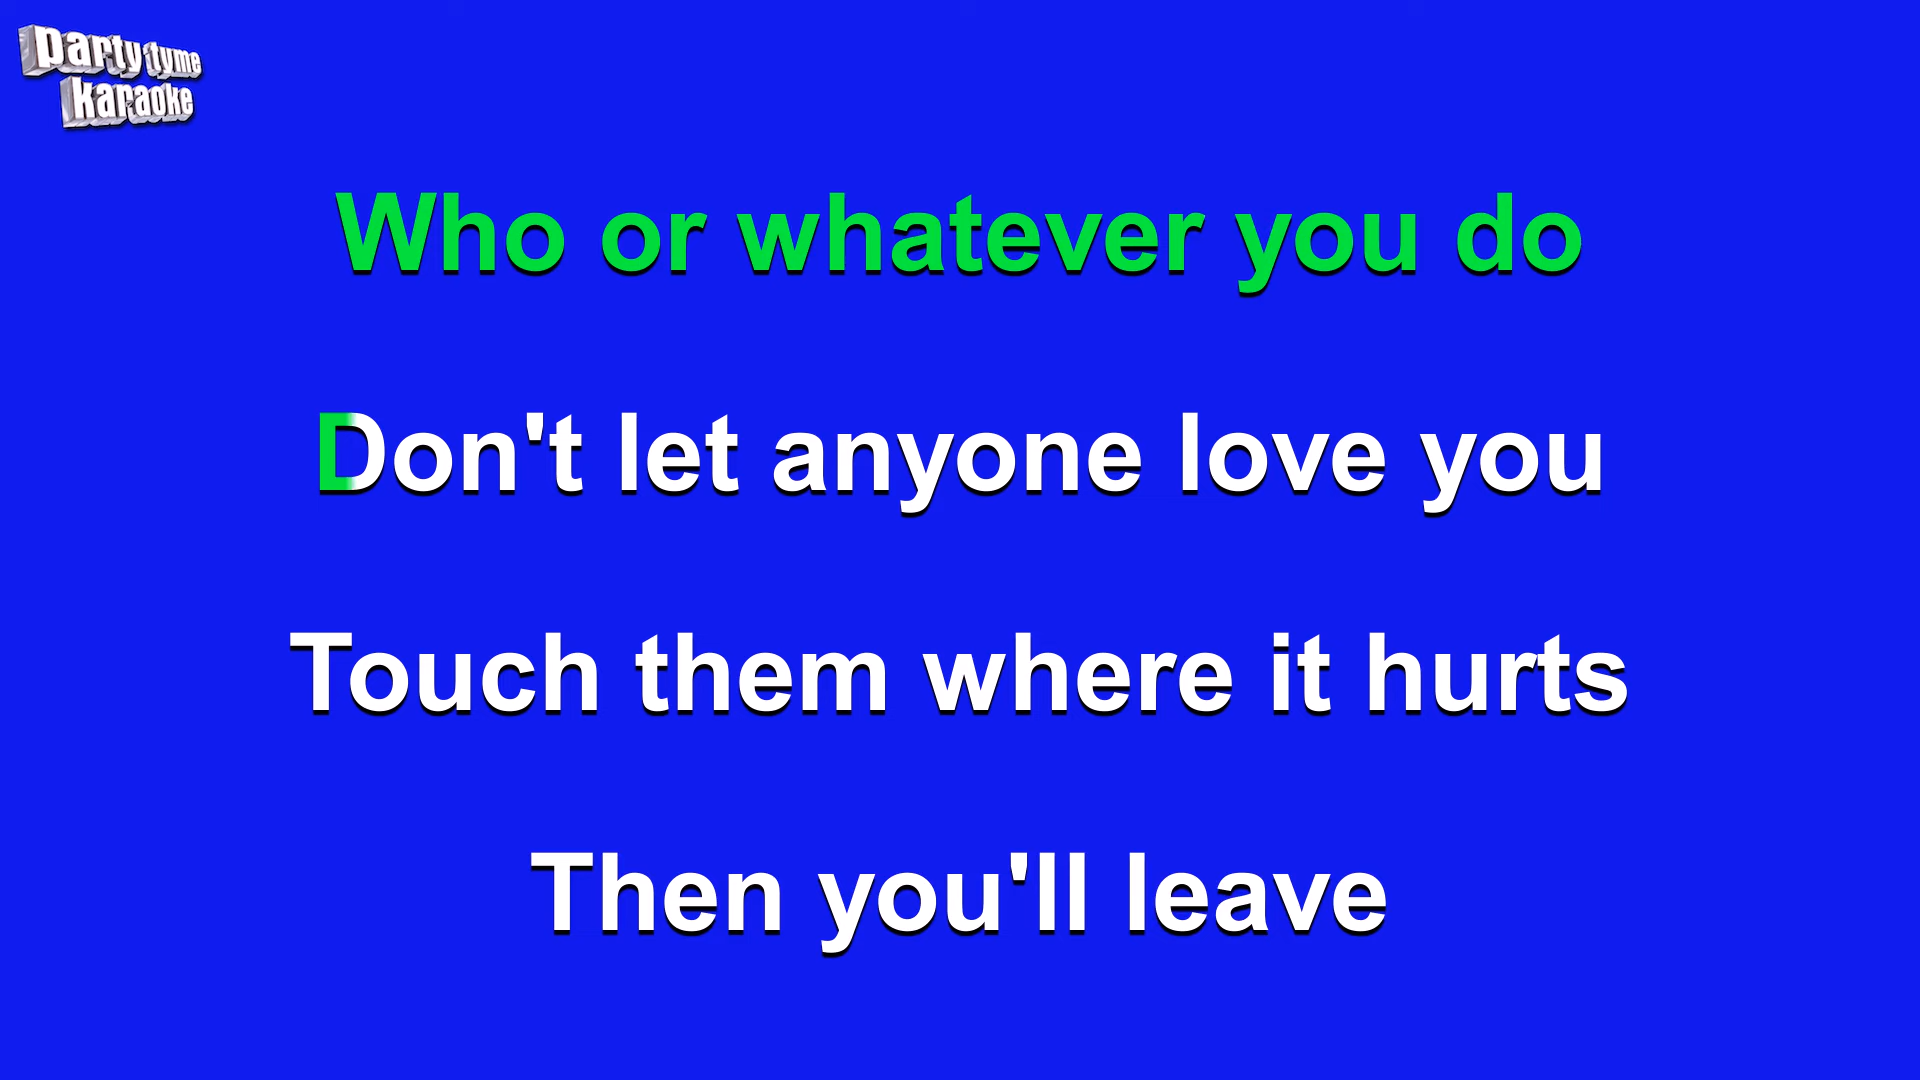 party tyme
karaoke
Who or whatever you do
Don't let anyone love you
Touch them where it hurts
Then you'll leave